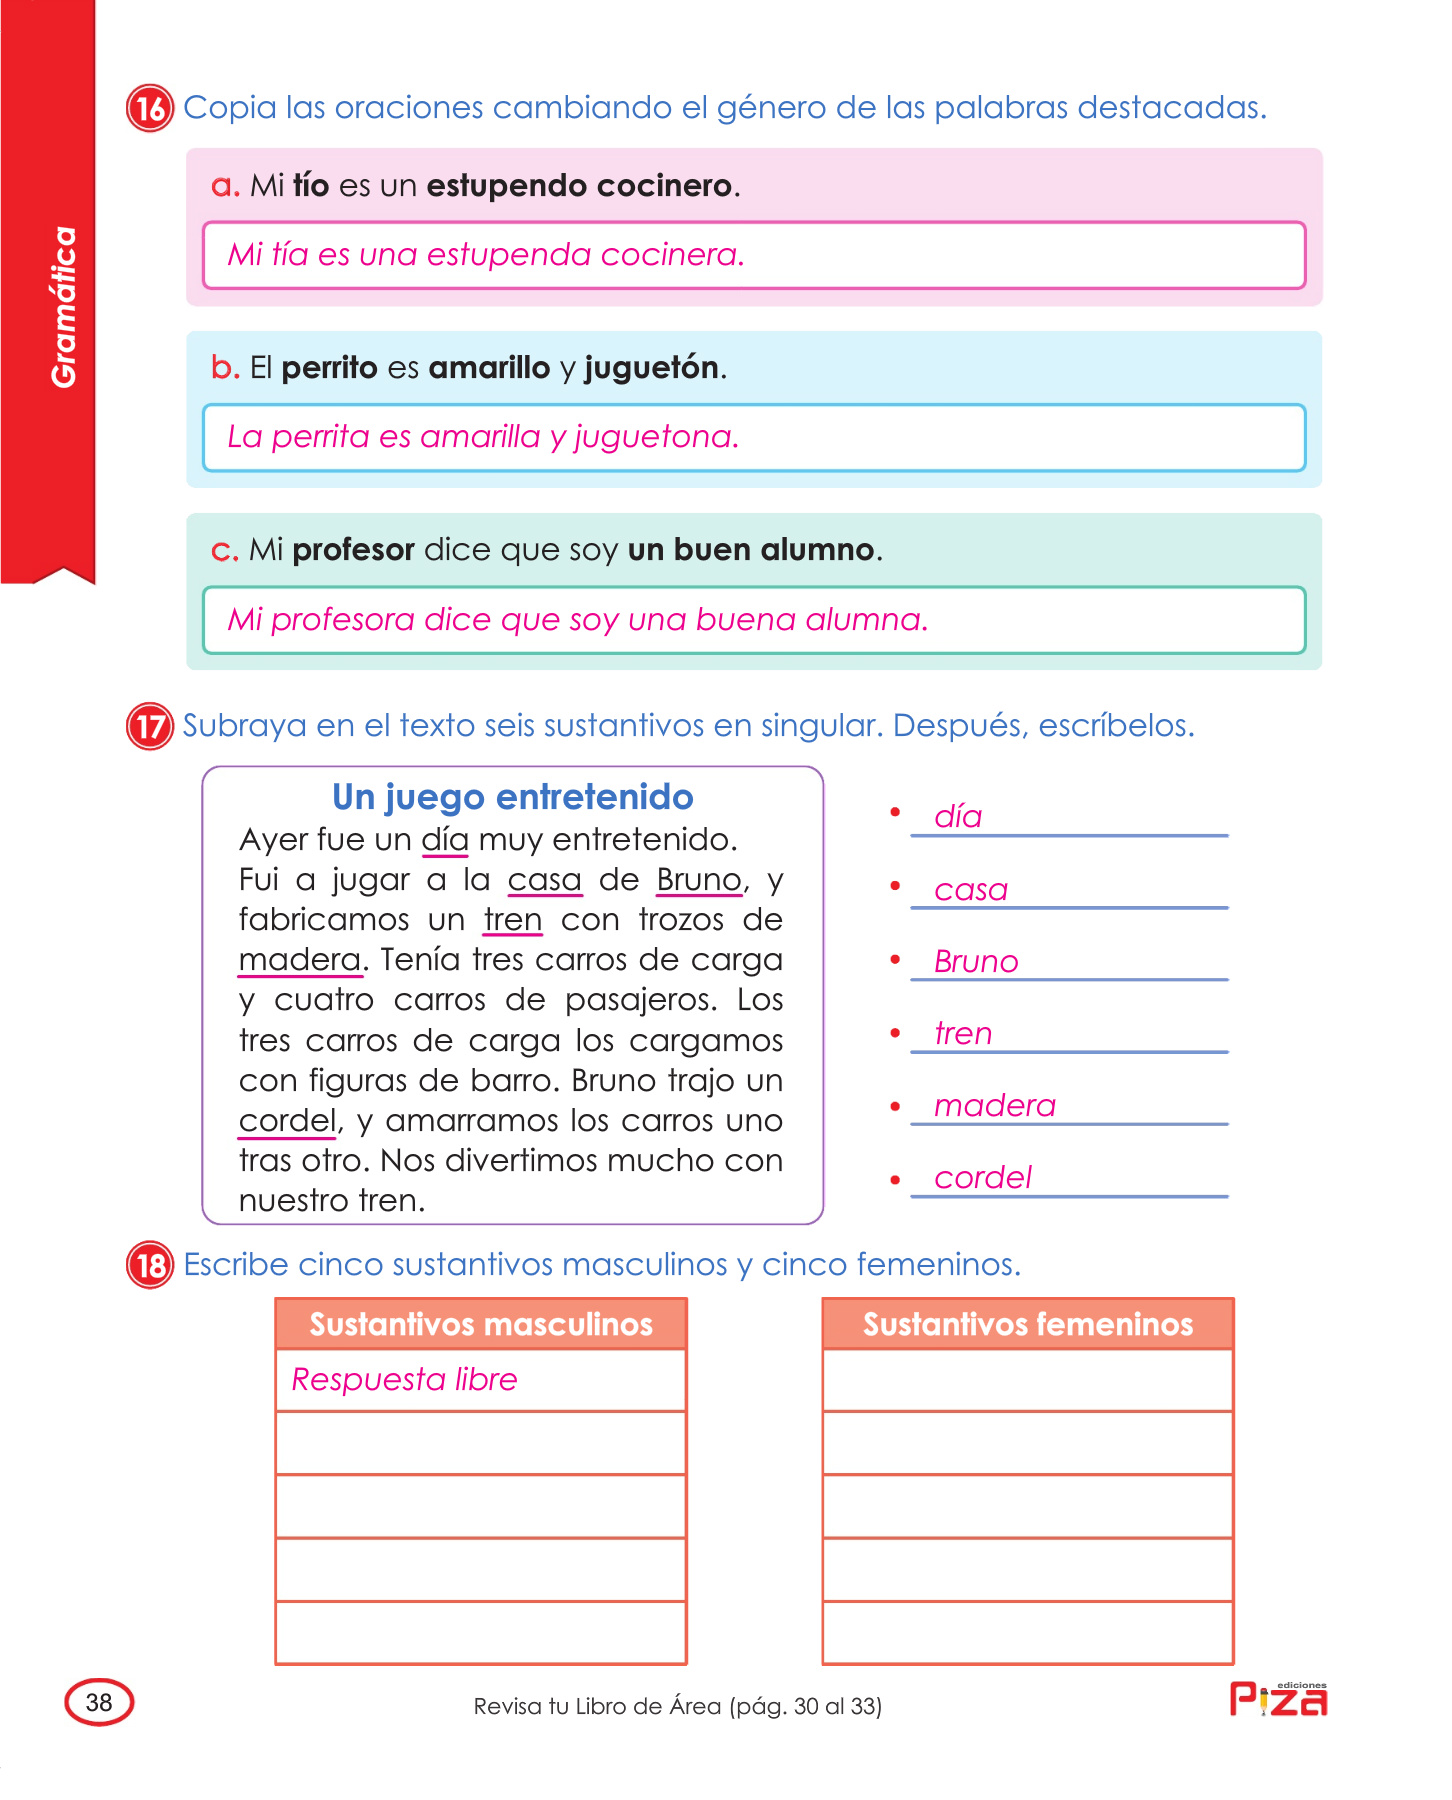 Gramática
16 Copia las oraciones cambiando el género de las palabras destacadas.
a. Mi tío es un estupendo cocinero.
Mi tía es una estupenda cocinera.
b. El perrito es amarillo y juguetón.
La perrita es amarilla y juguetona.
c. Mi profesor dice que soy un buen alumno.
Mi profesora dice que soy una buena alumna.
17 Subraya en el texto seis sustantivos en singular. Después, escríbelos.
Un juego entretenido
Ayer fue un día muy entretenido.
Fui a jugar a la casa de Bruno, y
fabricamos un tren con trozos de
madera. Tenía tres carros de carga
y cuatro carros de pasajeros. Los
tres carros de carga los cargamos
con figuras de barro. Bruno trajo un
cordel, y amarramos los carros uno
tras otro. Nos divertimos mucho con
nuestro tren.
• día
• casa
• Bruno
• tren
• madera
• cordel
18 Escribe cinco sustantivos masculinos y cinco femeninos.
Sustantivos masculinos
Respuesta libre
Sustantivos femeninos
38
Revisa tu Libro de Área (pág. 30 al 33)
ediciones
Piza